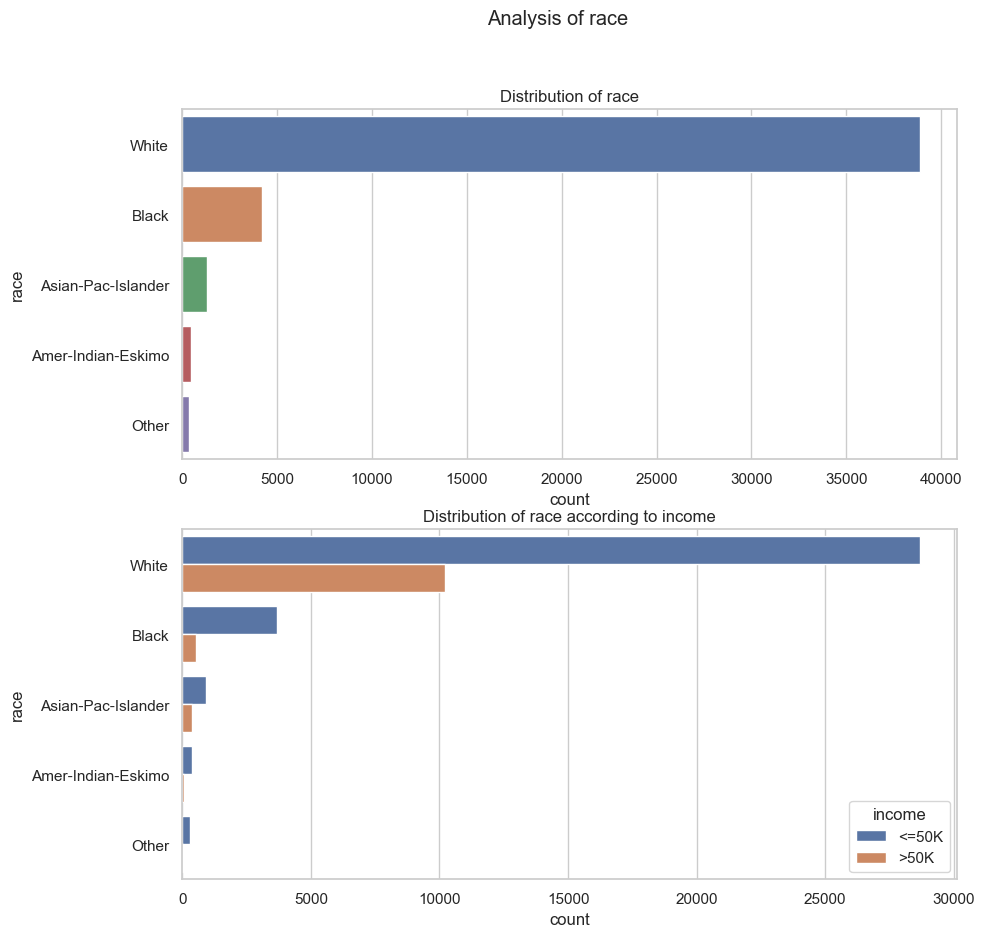 Analysis of race
Distribution of race
White
Black
Asian-Pac-Islander
Amer-Indian-Eskimo
Other
race
0 5000 10000 15000 20000 25000 30000 35000 40000
count
Distribution of race according to income
White
Black
Asian-Pac-Islander
Amer-Indian-Eskimo
Other
race
income
<=50K
>50K
0 5000 10000 15000 20000 25000 30000
count